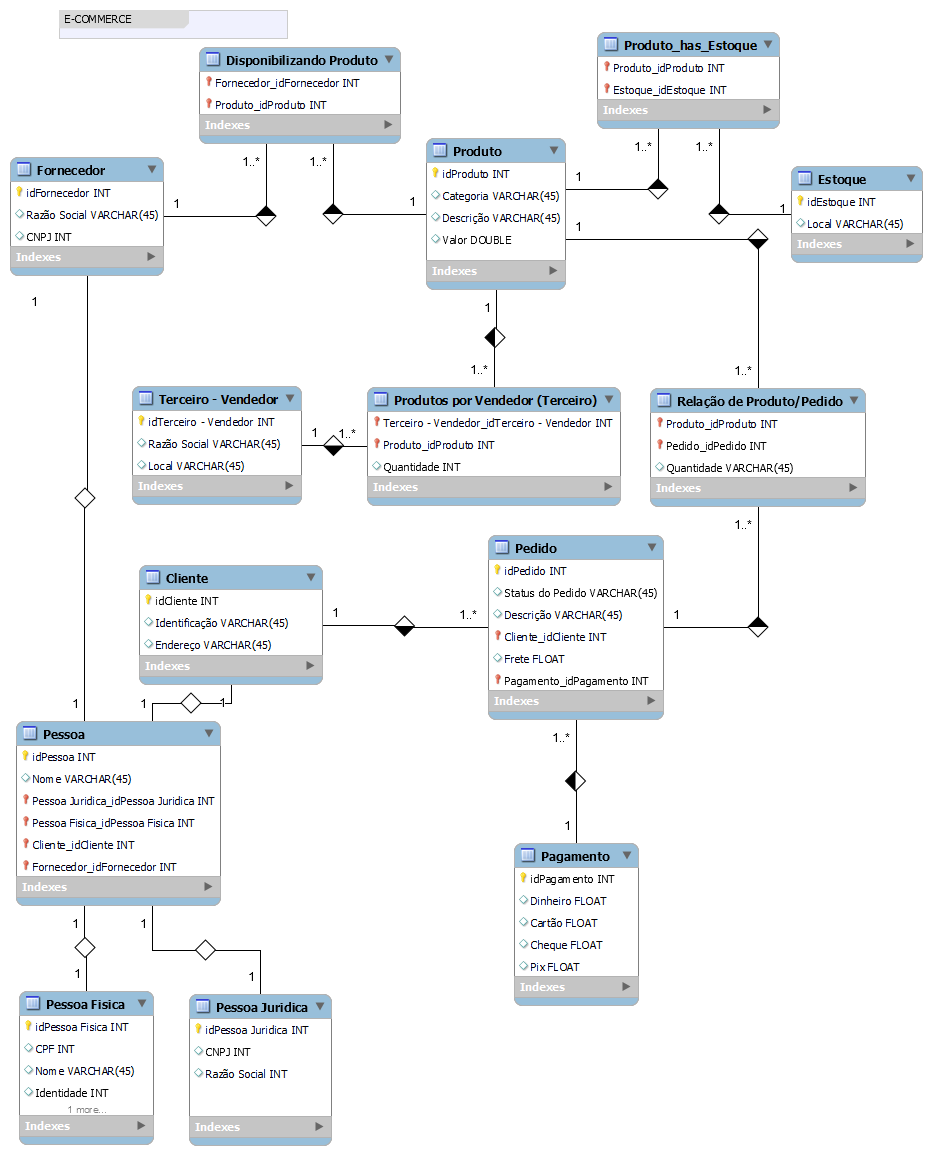 E-COMMERCE
Disponibilizando Produto
Fornecedor_idFornecedor INT
Produto_idProduto INT
Indexes
Produto_has_Estoque
Produto_idProduto INT
Estoque_idEstoque INT
Indexes
1..*
1..*
1..*
1..*
Fornecedor
idFornecedor INT
Razão Social VARCHAR(45)
CNPJ INT
Indexes
1
1
Produto
idProduto INT
Categoria VARCHAR(45)
Descrição VARCHAR(45)
Valor DOUBLE
Indexes
1
1
1
Estoque
idEstoque INT
Local VARCHAR(45)
Indexes
1
1
1
1..*
1..*
Terceiro - Vendedor
idTerceiro - Vendedor INT
Razão Social VARCHAR(45)
Local VARCHAR(45)
Indexes
1
1..*
Produtos por Vendedor (Terceiro)
Terceiro - Vendedor_idTerceiro - Vendedor INT
Produto_idProduto INT
Quantidade INT
Indexes
Relação de Produto/Pedido
Produto_idProduto INT
Pedido_idPedido INT
Quantidade VARCHAR(45)
Indexes
1..*
Cliente
idCliente INT
Identificação VARCHAR(45)
Endereço VARCHAR(45)
Indexes
1
1..*
Pedido
idPedido INT
Status do Pedido VARCHAR(45)
Descrição VARCHAR(45)
Cliente_idCliente INT
Frete FLOAT
Pagamento_idPagamento INT
Indexes
1
1
1
1
Pessoa
idPessoa INT
Nome VARCHAR(45)
Pessoa Juridica_idPessoa Juridica INT
Pessoa Fisica_idPessoa Fisica INT
Cliente_idCliente INT
Fornecedor_idFornecedor INT
Indexes
1..*
1
Pagamento
idPagamento INT
Dinheiro FLOAT
Cartão FLOAT
Cheque FLOAT
Pix FLOAT
Indexes
1
1
1
1
Pessoa Fisica
idPessoa Fisica INT
CPF INT
Nome VARCHAR(45)
Identidade INT
1 more...
Indexes
Pessoa Juridica
idPessoa Juridica INT
CNPJ INT
Razão Social INT
Indexes